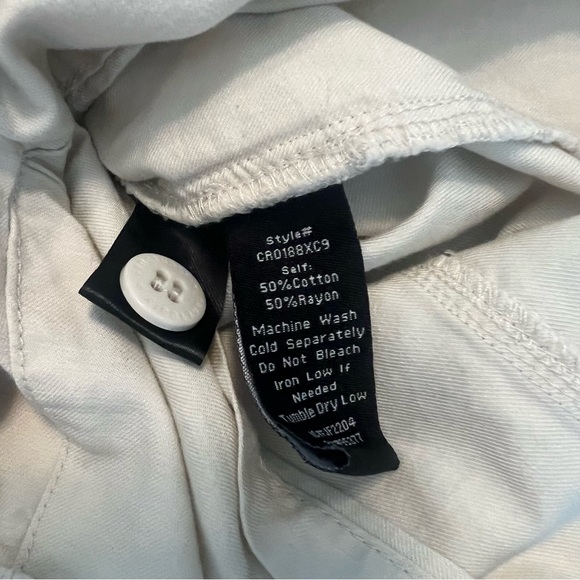 Style#
CR0188XC9
Self:
50%Cotton
50%Rayon
Machine Wash
Cold Separately
Do Not Bleach
Iron Low If
Needed
Tumble Dry Low